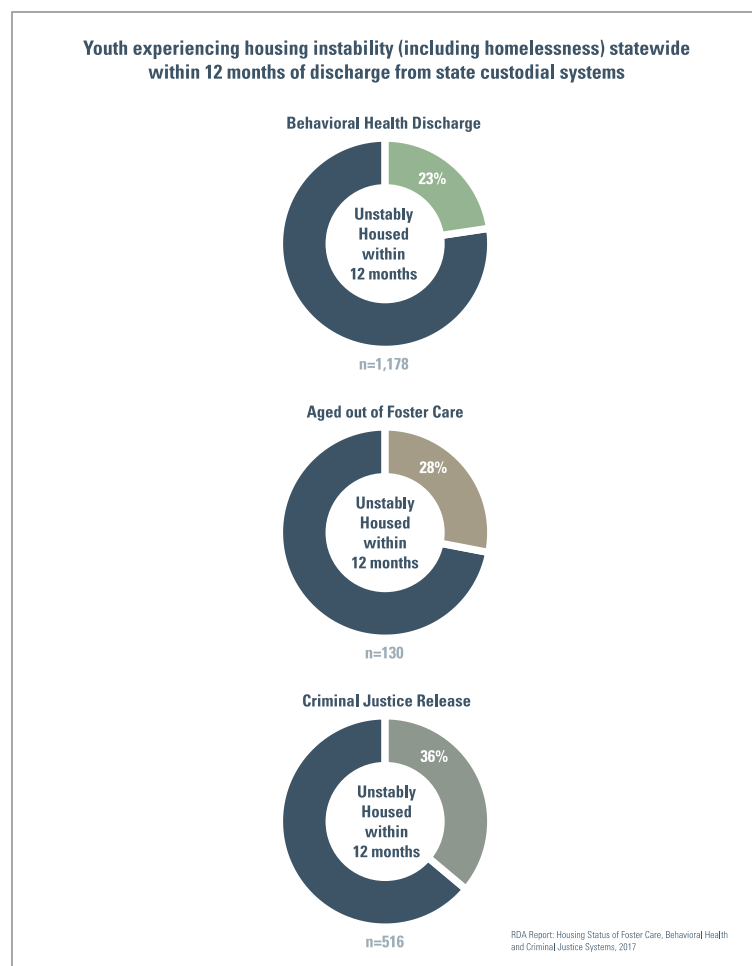 Youth experiencing housing instability (including homelessness) statewide
within 12 months of discharge from state custodial systems
Behavioral Health Discharge
23%
Unstably
Housed
within
12 months
n=1,178
Aged out of Foster Care
28%
Unstably
Housed
within
12 months
n=130
Criminal Justice Release
36%
Unstably
Housed
within
12 months
n=516
RDA Report: Housing Status of Foster Care, Behavioral Health
and Criminal Justice Systems, 2017